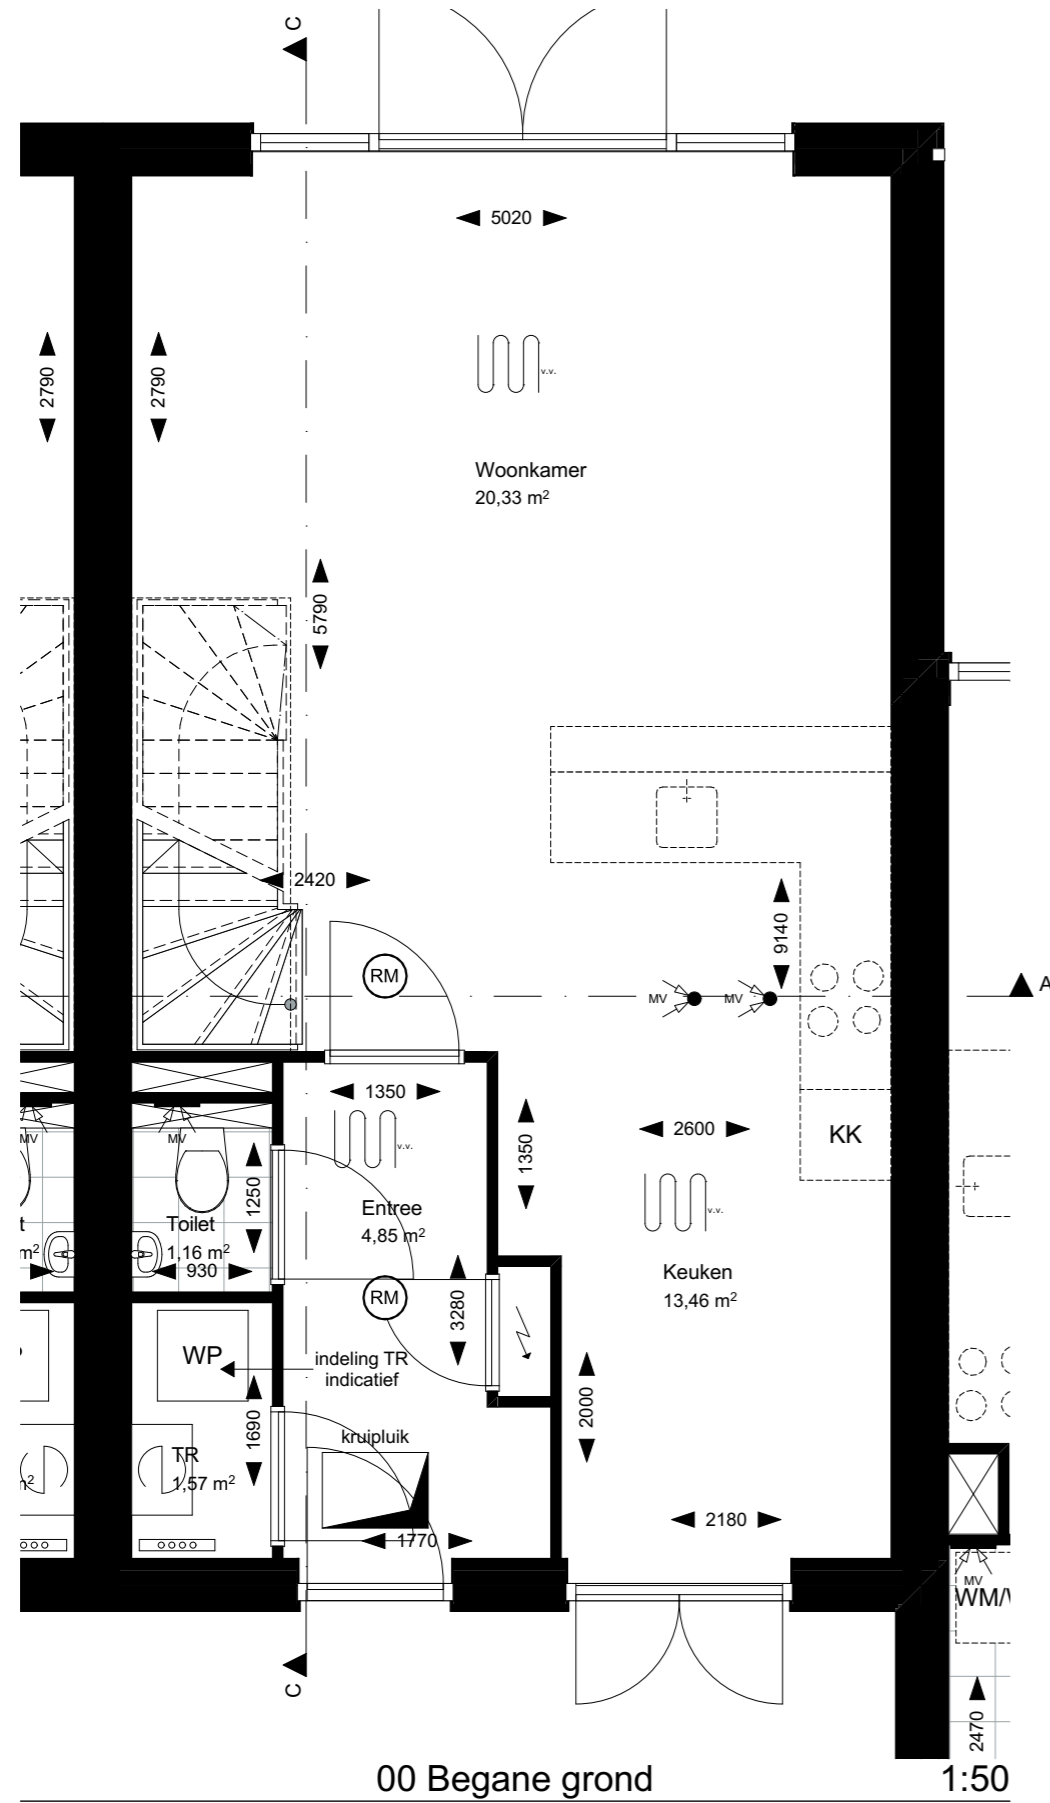 C
5020
2790
2790
v.v.
Woonkamer
20,33 m²
5790
2420
9140
RM
MV
MV
A
1350
v.v.
1350
2600
KK
MV
MV
1250
Entree
4,85 m²
v.v.
t
m²
Toilet
1,16 m²
930
Keuken
13,46 m²
RM
3280
WP
indeling TR
indicatief
2000
1690
kruipluik
TR
1,57 m²
m²
1770
2180
MV
WM/
C
2470
00 Begane grond
1:50